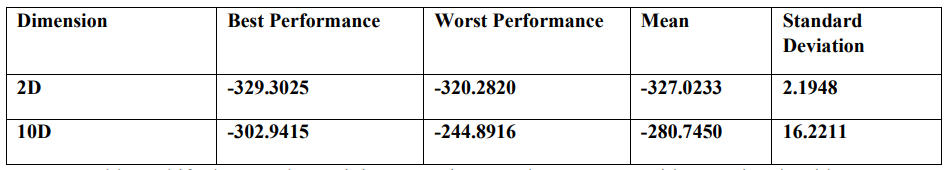 Dimension Best Performance Worst Performance Mean Standard
Deviation
2D -329.3025 -320.2820 -327.0233 2.1948
10D -302.9415 -244.8916 -280.7450 16.2211